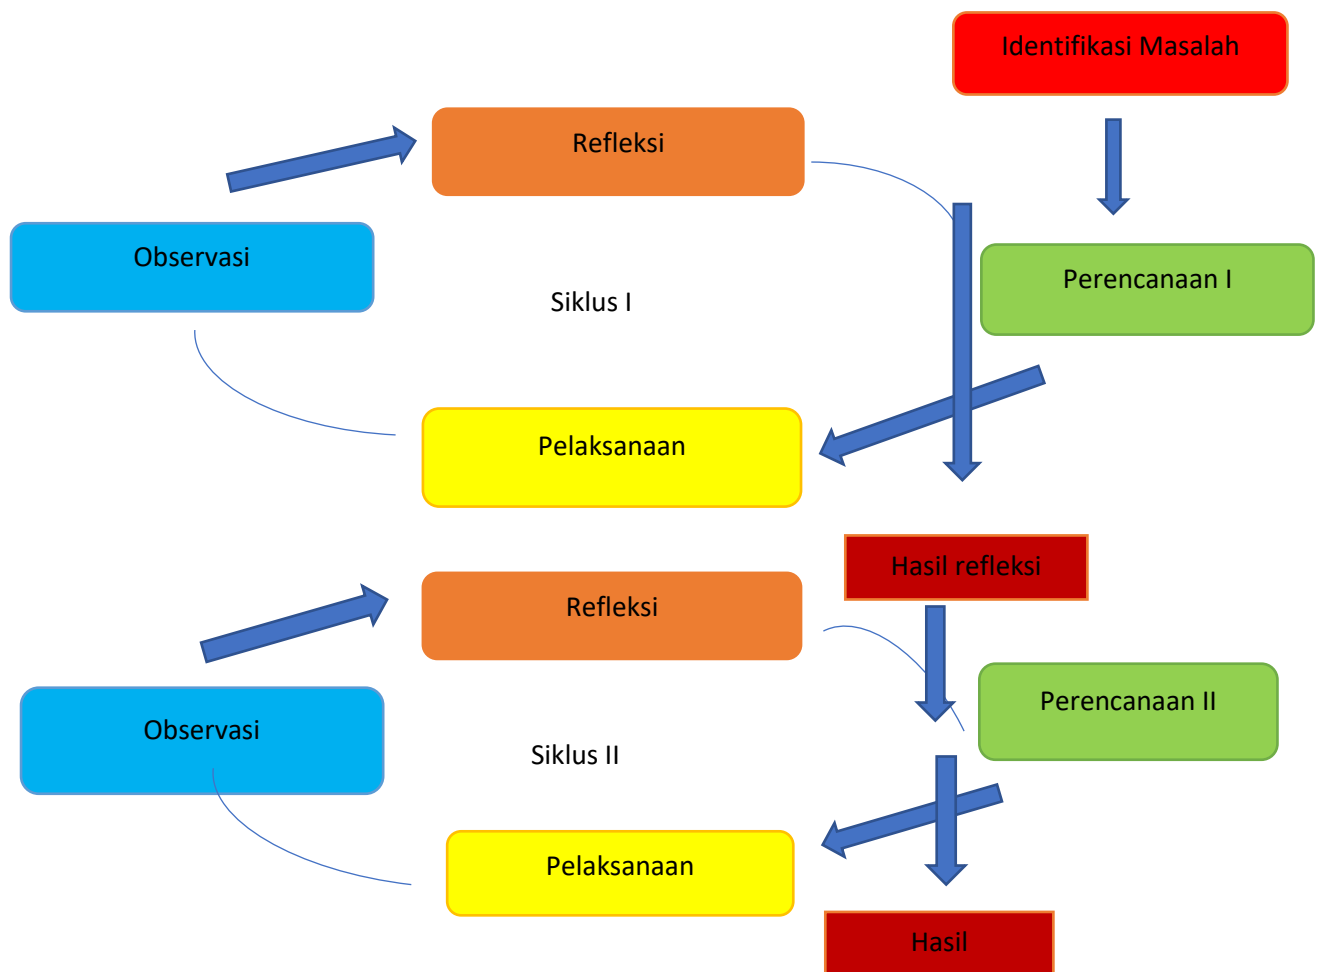 Identifikasi Masalah
Refleksi
Observasi
Perencanaan I
Siklus I
Pelaksanaan
Hasil refleksi
Refleksi
Perencanaan II
Observasi
Siklus II
Pelaksanaan
Hasil